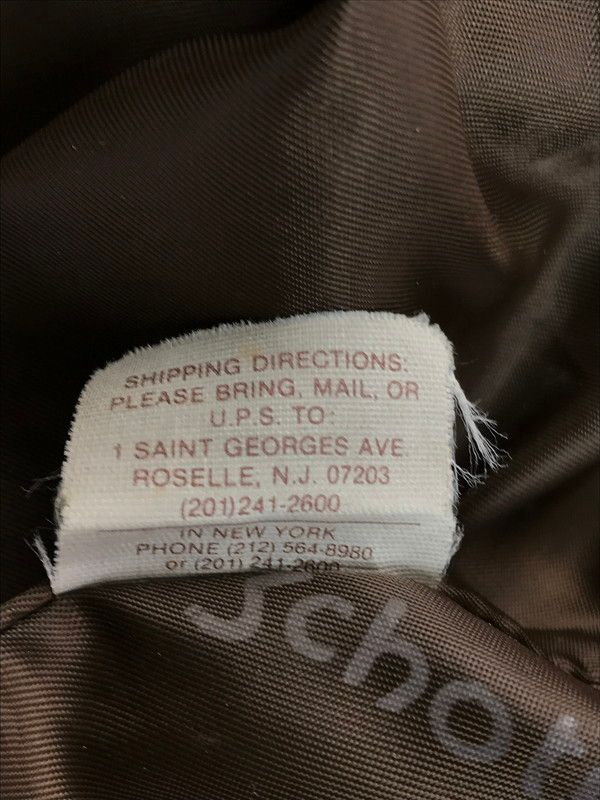 SHIPPING DIRECTIONS:
PLEASE BRING, MAIL, OR
U.P.S. TO:
1 SAINT GEORGES AVE.
ROSELLE, N.J. 07203
(201)241-2600
IN NEW YORK
PHONE (212) 564-8980
or (201) 241-2600
Schott